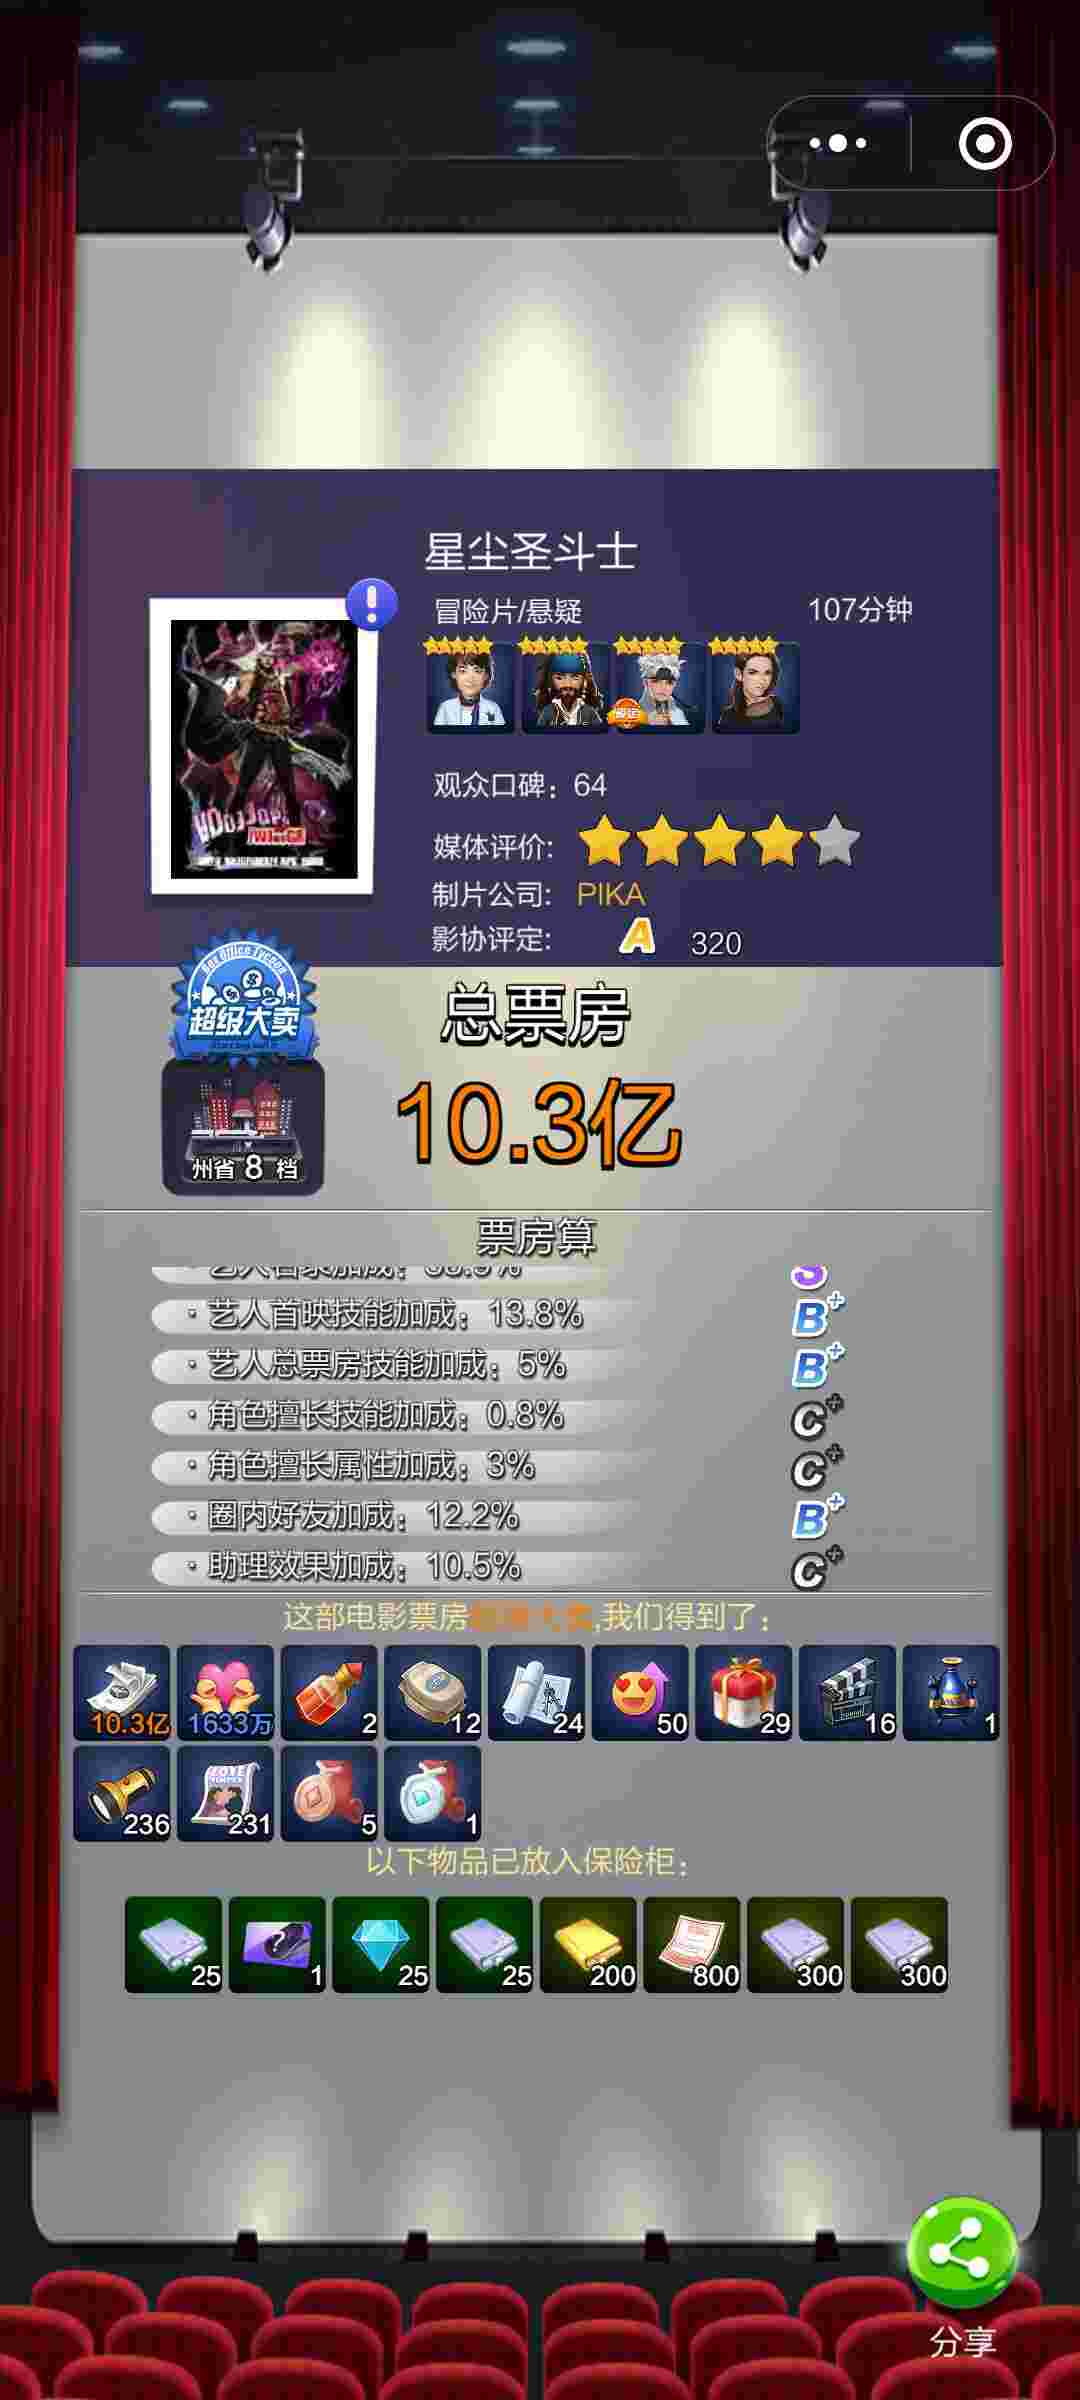 星尘圣斗士
冒险片/悬疑 107分钟
观众口碑：64
媒体评价：
制片公司： PIKA
影协评定： A 320
Box Office Tycoon
超级大卖
总票房
10.3亿
州省 8 档
票房算
S
· 艺人首映技能加成：13.8% B+
· 艺人总票房技能加成：5% B+
· 角色擅长技能加成：0.8% C+
· 角色擅长属性加成：3% C+
· 圈内好友加成：12.2% B+
· 助理效果加成：10.5% C+
这部电影票房超级大卖,我们得到了：
10.3亿 1633万 2 12 24 50 29 16 1
236 231 5 1
以下物品已放入保险柜：
25 1 25 25 200 800 300 300
分享